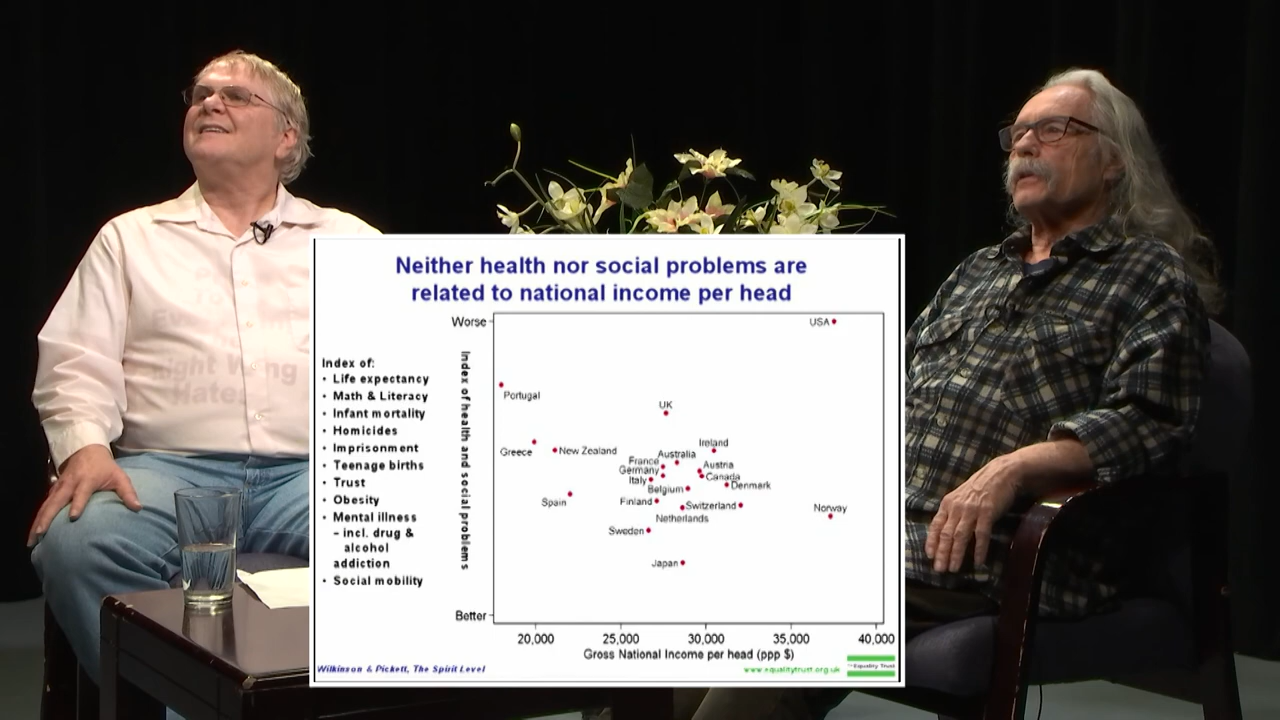 Neither health nor social problems are
related to national income per head
Worse
USA
Index of:
• Life expectancy
• Math & Literacy
• Infant mortality
• Homicides
• Imprisonment
• Teenage births
• Trust
• Obesity
• Mental illness
– incl. drug &
alcohol
addiction
• Social mobility
Index of health and social problems
Portugal
UK
Greece
New Zealand
Ireland
Australia
France
Austria
Germany
Canada
Italy
Denmark
Belgium
Spain
Finland
Switzerland
Norway
Netherlands
Sweden
Japan
Better
20,000 25,000 30,000 35,000 40,000
Gross National Income per head (ppp $)
Wilkinson & Pickett, The Spirit Level
www.equalitytrust.org.uk
The Equality Trust